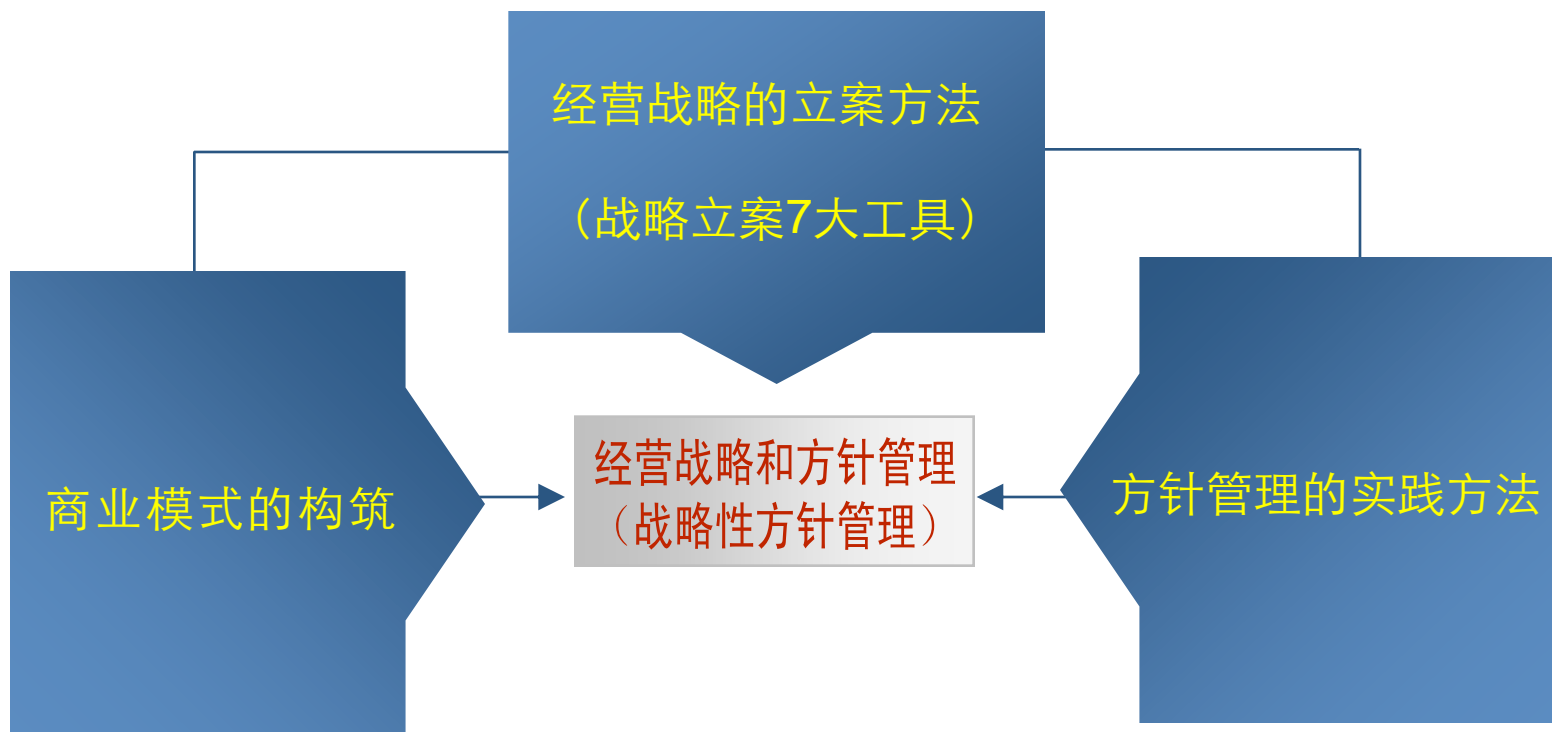 经营战略的立案方法
（战略立案7大工具）
商业模式的构筑
经营战略和方针管理
（战略性方针管理）
方针管理的实践方法